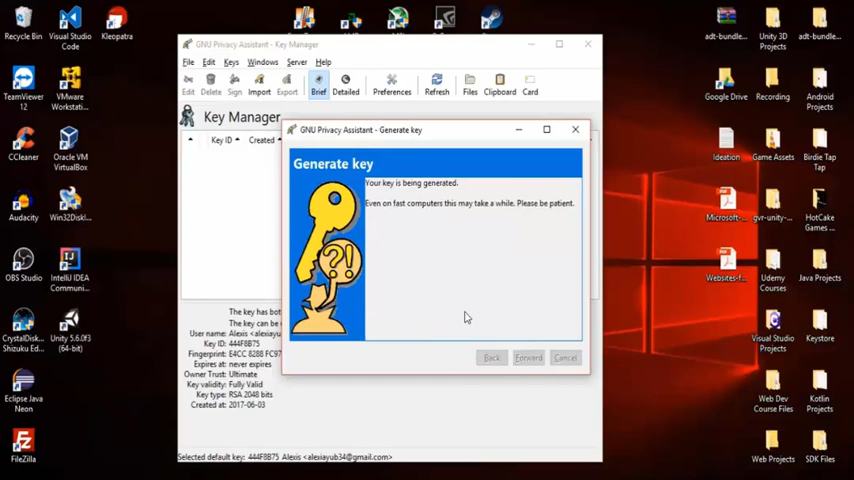 Recycle Bin
Visual Studio
Code
Kleopatra
adt-bundle...
Unity 3D
Projects
adt-bundle...
TeamViewer
12
VMware
Workstati...
Google Drive
Recording
Android
Projects
CCleaner
Oracle VM
VirtualBox
Ideation
Game Assets
Birdie Tap
Tap
Audacity
Win32Diskl...
Microsoft-...
gvr-unity-...
HotCake
Games ...
OBS Studio
IntelliJ IDEA
Communi...
Websites-f...
Udemy
Courses
Java Projects
CrystalDisk...
Shizuku Ed...
Unity 5.6.0f3
(64-bit)
Visual Studio
Projects
Keystore
Eclipse Java
Neon
Web Dev
Course Files
Kotlin
Projects
FileZilla
Web Projects
SDK Files
GNU Privacy Assistant - Key Manager
File Edit Keys Windows Server Help
Edit Delete Sign Import Export Brief Detailed Preferences Refresh Files Clipboard Card
Key Manager
Key ID Created
GNU Privacy Assistant - Generate key
Generate key
Your key is being generated.
Even on fast computers this may take a while. Please be patient.
Back Forward Cancel
The key has bot
The key can be
User name: Alexis <alexiayu
Key ID: 444F8B75
Fingerprint: E4CC 8288 FC97
Expires at: never expires
Owner Trust: Ultimate
Key validity: Fully Valid
Key type: RSA 2048 bits
Created at: 2017-06-03
Selected default key: 444F8B75 Alexis <alexiayub34@gmail.com>